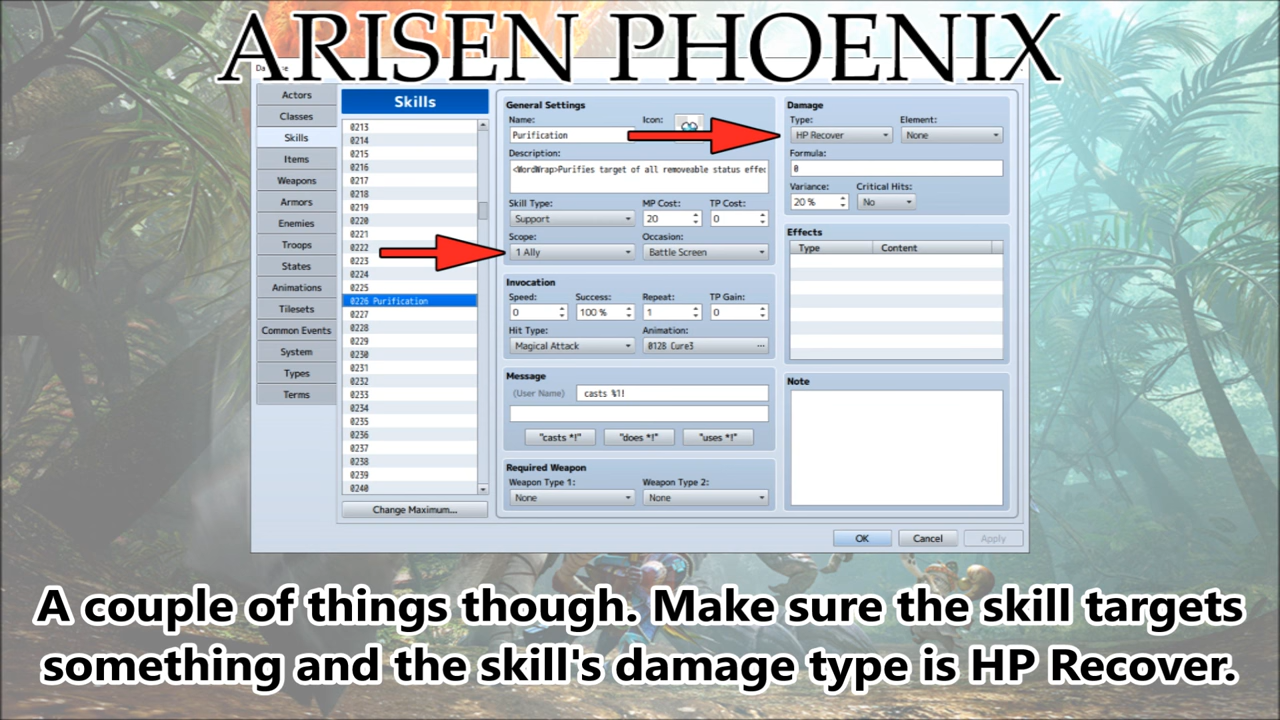 ARISEN PHOENIX
Actors
Classes
Skills
Items
Weapons
Armors
Enemies
Troops
States
Animations
Tilesets
Common Events
System
Types
Terms
Skills
0213
0214
0215
0216
0217
0218
0219
0220
0221
0222
0223
0224
0225
0226 Purification
0227
0228
0229
0230
0231
0232
0233
0234
0235
0236
0237
0238
0239
0240
Change Maximum...
General Settings
Name: Icon:
Purification
Description:
<WordWrap>Purifies target of all removeable status effec
Skill Type: MP Cost: TP Cost:
Support 20 0
Scope: Occasion:
1 Ally Battle Screen
Invocation
Speed: Success: Repeat: TP Gain:
0 100 % 1 0
Hit Type: Animation:
Magical Attack 0128 Cure3 ...
Message
(User Name) casts %1!
"casts *!" "does *!" "uses *!"
Required Weapon
Weapon Type 1: Weapon Type 2:
None None
Damage
Type: Element:
HP Recover None
Formula:
0
Variance: Critical Hits:
20 % No
Effects
Type Content
Note
OK Cancel Apply
A couple of things though. Make sure the skill targets
something and the skill's damage type is HP Recover.